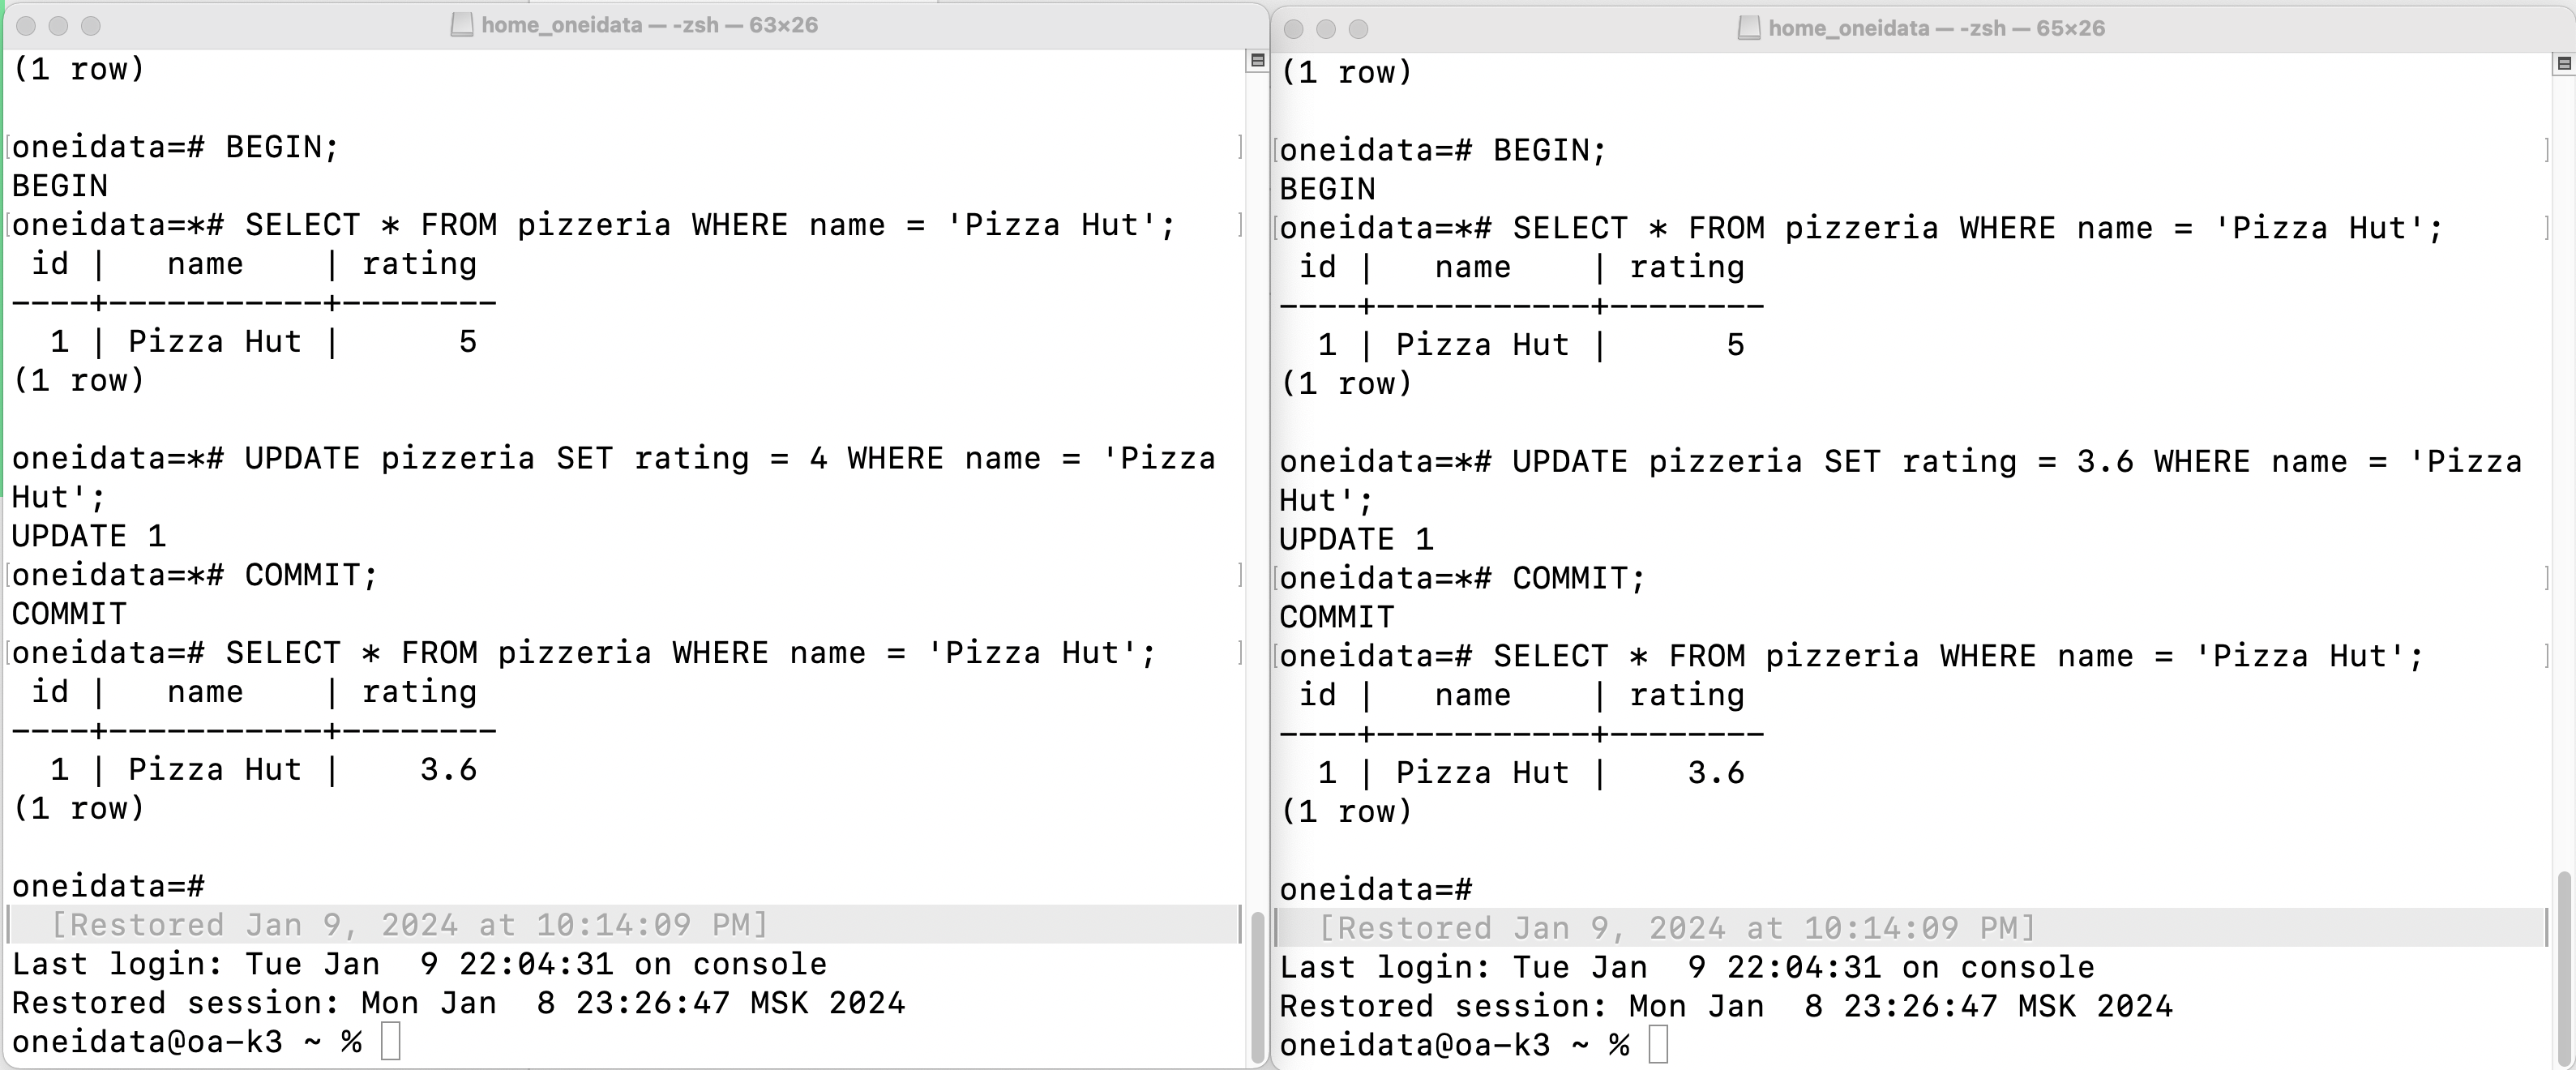 home_oneidata — -zsh — 63×26
(1 row)
oneidata=# BEGIN;
BEGIN
oneidata=*# SELECT * FROM pizzeria WHERE name = 'Pizza Hut';
 id |   name    | rating
----+-----------+--------
  1 | Pizza Hut |      5
(1 row)
oneidata=*# UPDATE pizzeria SET rating = 4 WHERE name = 'Pizza
Hut';
UPDATE 1
oneidata=*# COMMIT;
COMMIT
oneidata=# SELECT * FROM pizzeria WHERE name = 'Pizza Hut';
 id |   name    | rating
----+-----------+--------
  1 | Pizza Hut |    3.6
(1 row)
oneidata=#
[Restored Jan 9, 2024 at 10:14:09 PM]
Last login: Tue Jan  9 22:04:31 on console
Restored session: Mon Jan  8 23:26:47 MSK 2024
oneidata@oa-k3 ~ %
home_oneidata — -zsh — 65×26
(1 row)
oneidata=# BEGIN;
BEGIN
oneidata=*# SELECT * FROM pizzeria WHERE name = 'Pizza Hut';
 id |   name    | rating
----+-----------+--------
  1 | Pizza Hut |      5
(1 row)
oneidata=*# UPDATE pizzeria SET rating = 3.6 WHERE name = 'Pizza
Hut';
UPDATE 1
oneidata=*# COMMIT;
COMMIT
oneidata=# SELECT * FROM pizzeria WHERE name = 'Pizza Hut';
 id |   name    | rating
----+-----------+--------
  1 | Pizza Hut |    3.6
(1 row)
oneidata=#
[Restored Jan 9, 2024 at 10:14:09 PM]
Last login: Tue Jan  9 22:04:31 on console
Restored session: Mon Jan  8 23:26:47 MSK 2024
oneidata@oa-k3 ~ %